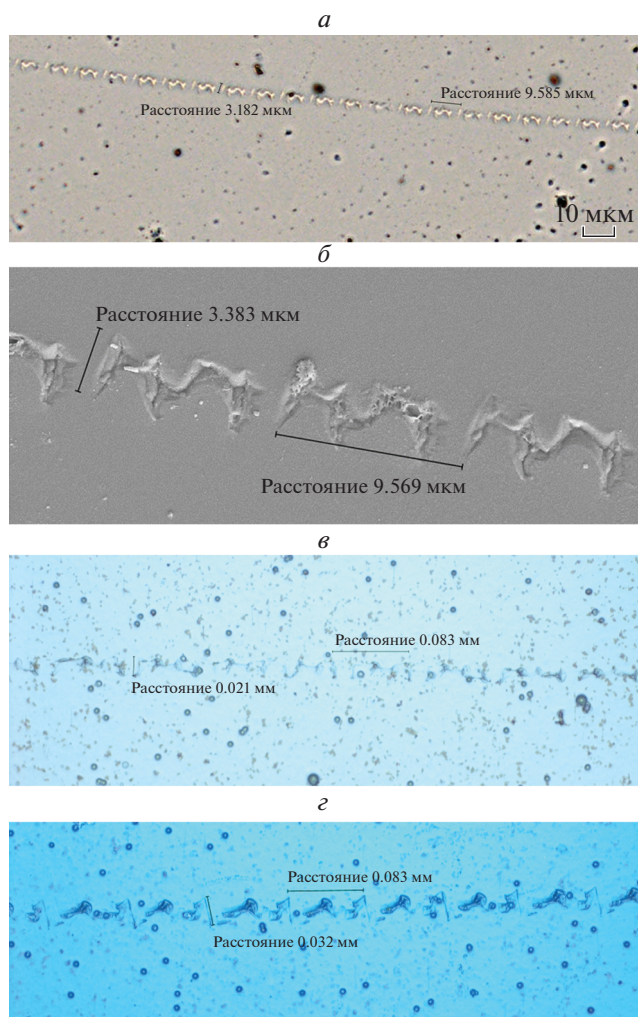 а
Расстояние 9.585 мкм
Расстояние 3.182 мкм
10 мкм
б
Расстояние 3.383 мкм
Расстояние 9.569 мкм
в
Расстояние 0.083 мм
Расстояние 0.021 мм
г
Расстояние 0.083 мм
Расстояние 0.032 мм